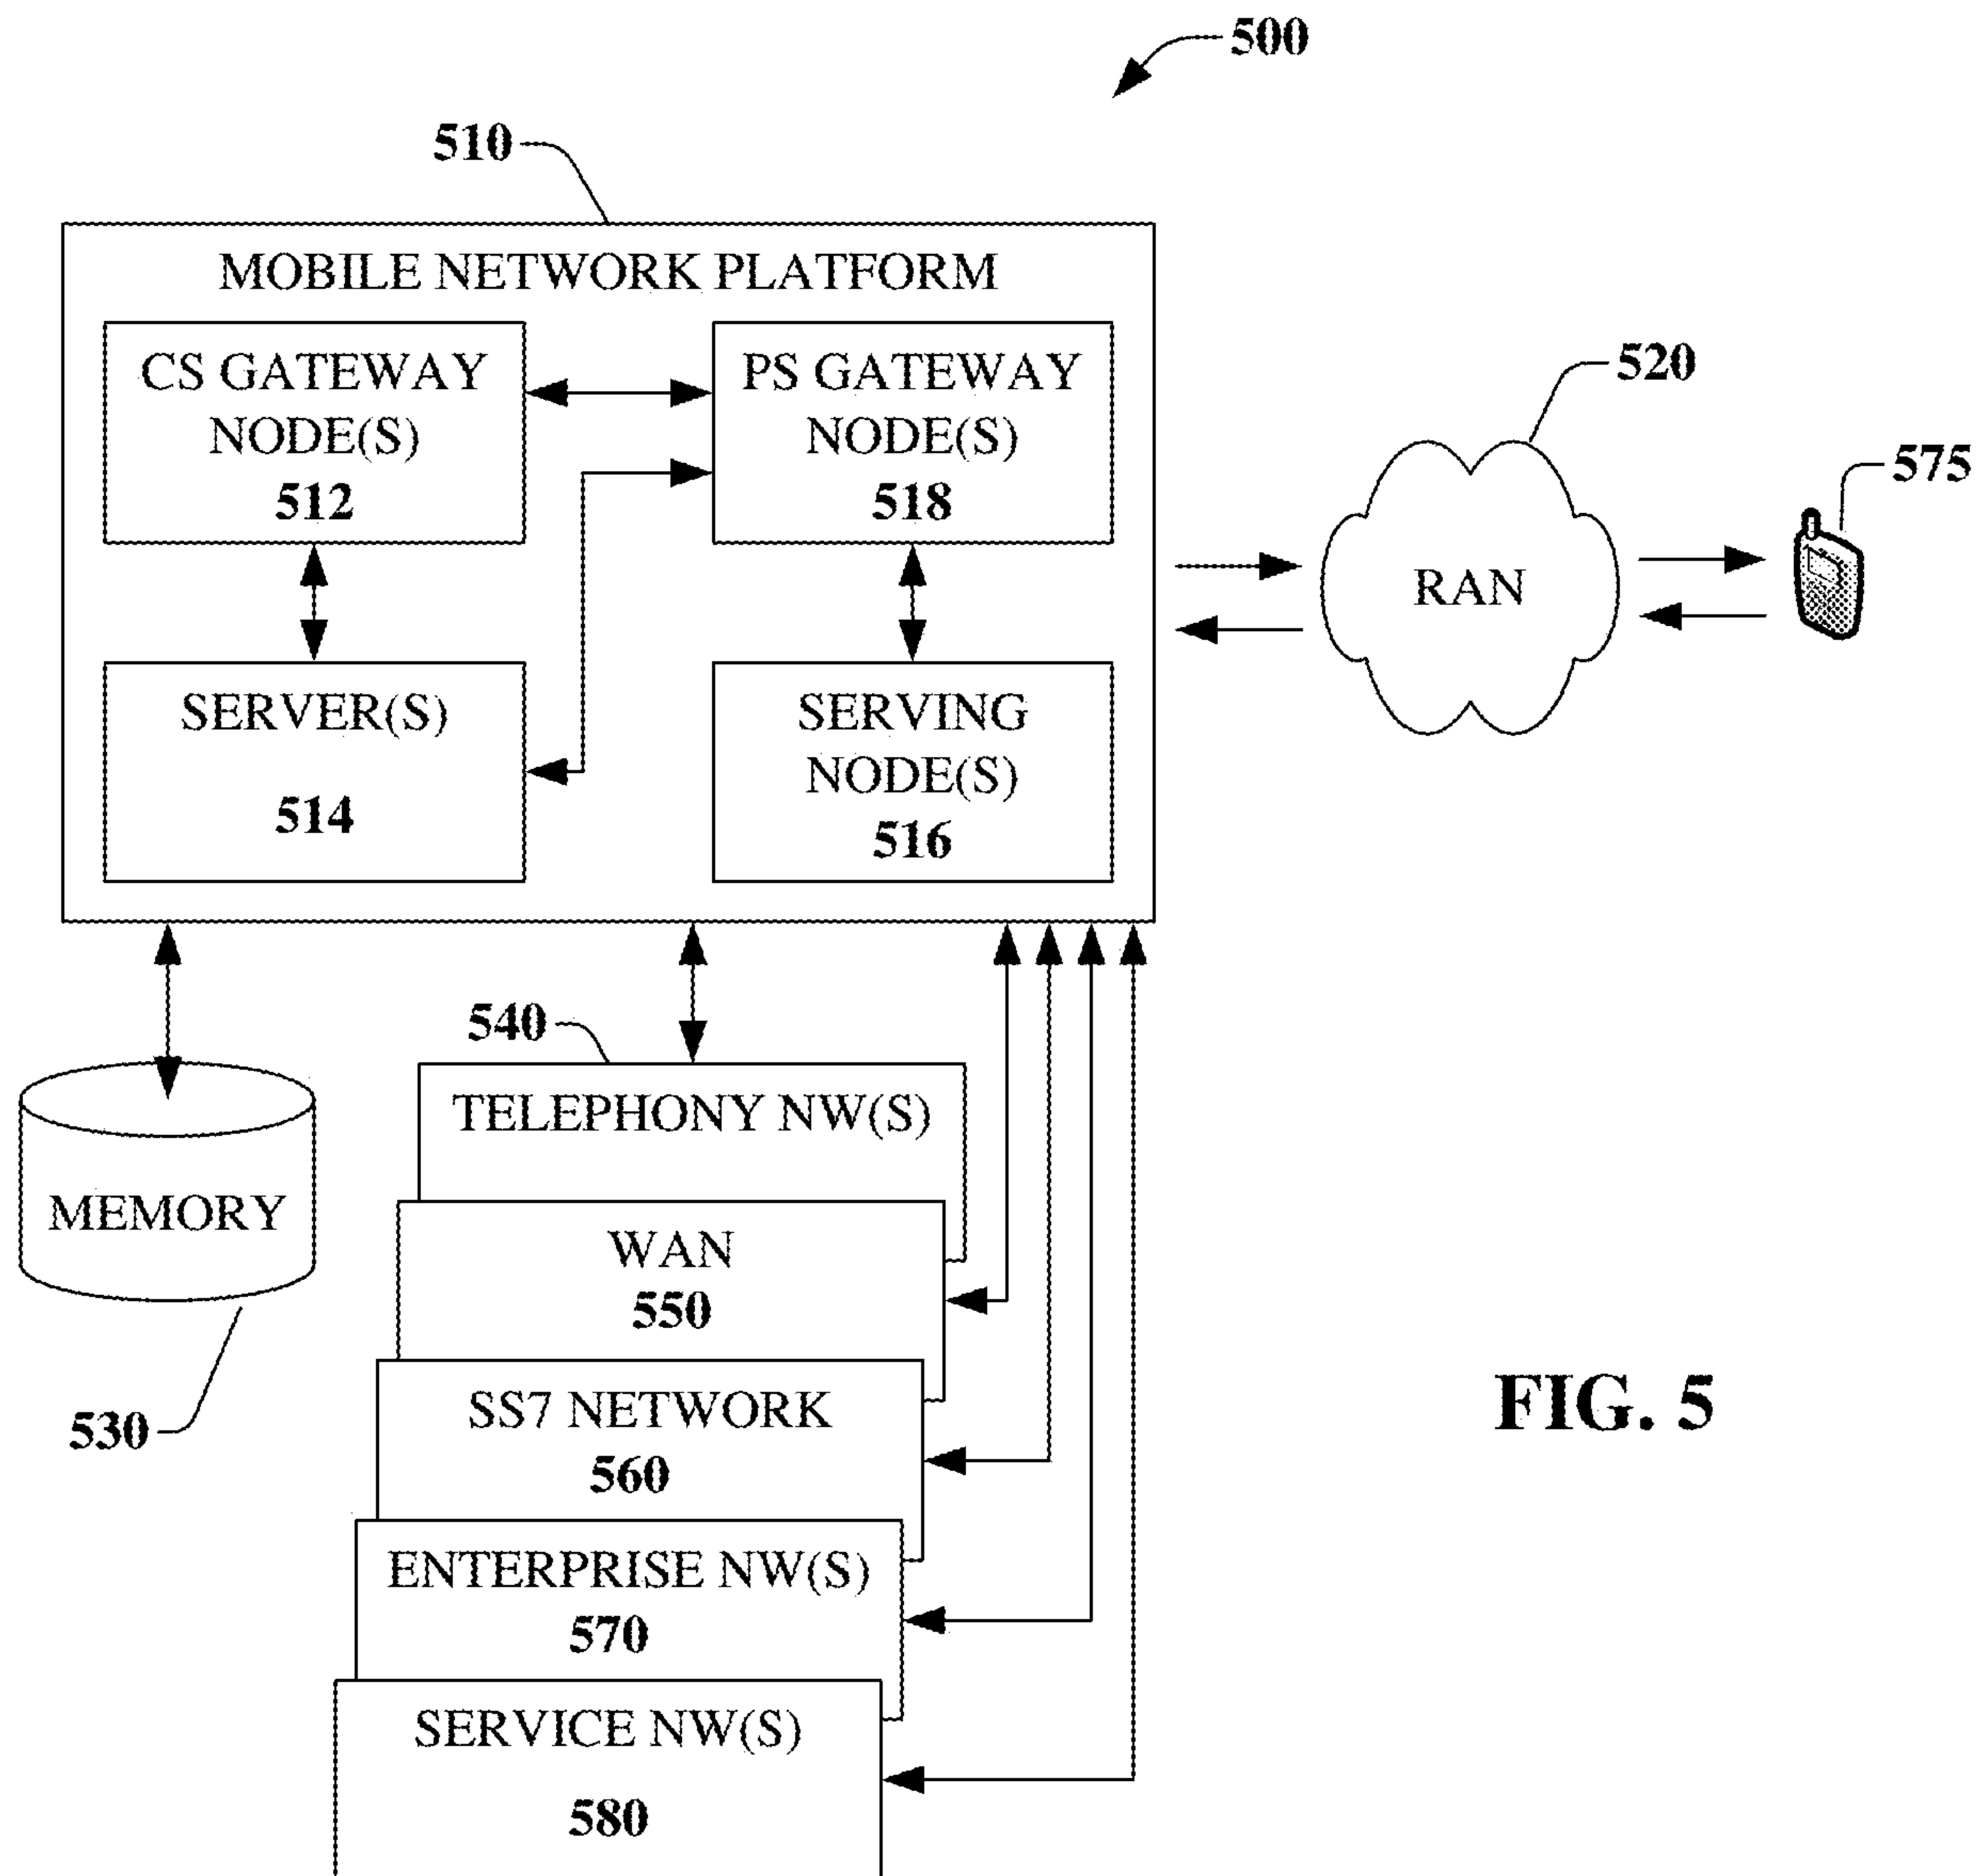 500
510
MOBILE NETWORK PLATFORM
CS GATEWAY
NODE(S)
512
PS GATEWAY
NODE(S)
518
SERVER(S)
514
SERVING
NODE(S)
516
520
RAN
575
MEMORY
530
540
TELEPHONY NW(S)
WAN
550
SS7 NETWORK
560
ENTERPRISE NW(S)
570
SERVICE NW(S)
580
FIG. 5